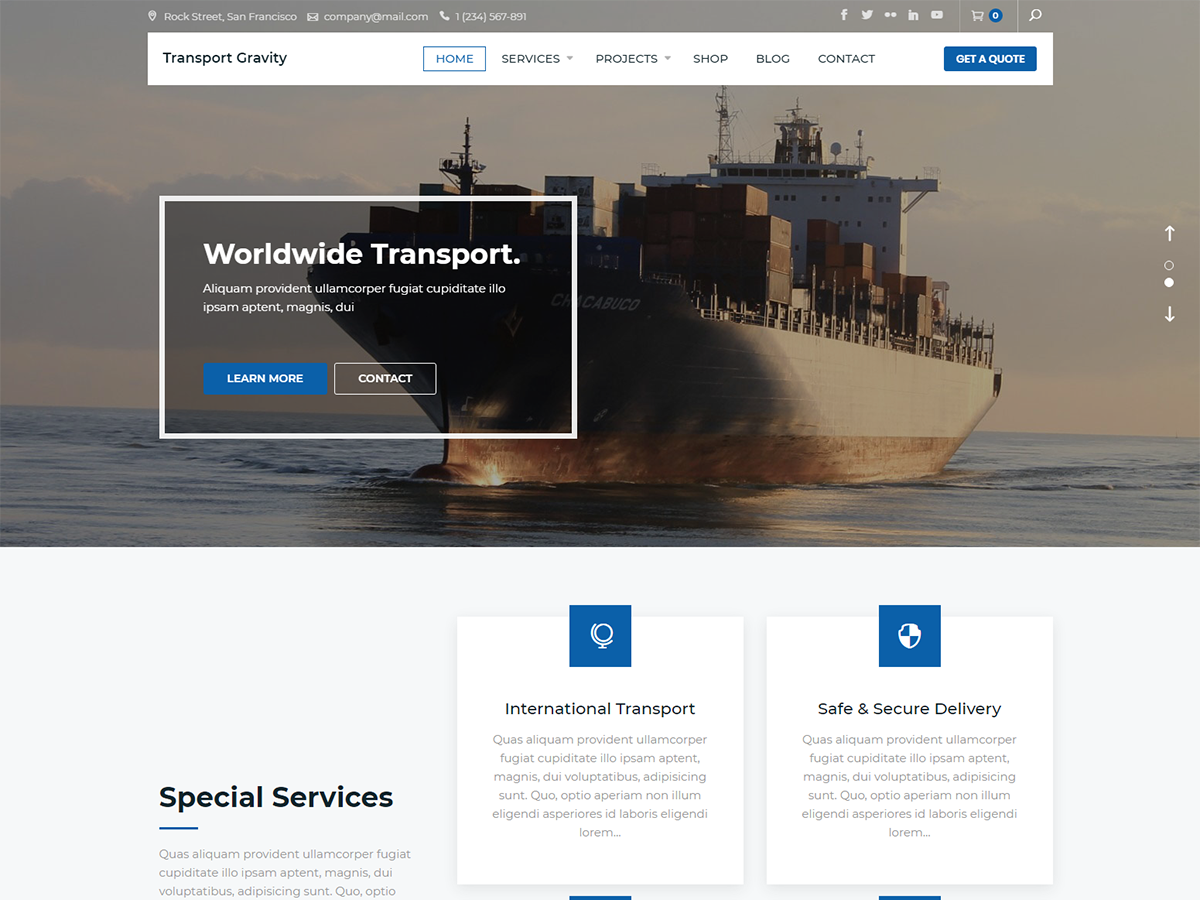 Rock Street, San Francisco company@mail.com 1 (234) 567-891 0
Transport Gravity HOME SERVICES PROJECTS SHOP BLOG CONTACT GET A QUOTE
Worldwide Transport.
Aliquam provident ullamcorper fugiat cupiditate illo
ipsam aptent, magnis, dui
LEARN MORE CONTACT
CHACABUCO
International Transport
Quas aliquam provident ullamcorper
fugiat cupiditate illo ipsam aptent,
magnis, dui voluptatibus, adipisicing
sunt. Quo, optio aperiam non illum
eligendi asperiores id laboris eligendi
lorem...
Safe & Secure Delivery
Quas aliquam provident ullamcorper
fugiat cupiditate illo ipsam aptent,
magnis, dui voluptatibus, adipisicing
sunt. Quo, optio aperiam non illum
eligendi asperiores id laboris eligendi
lorem...
Special Services
Quas aliquam provident ullamcorper fugiat
cupiditate illo ipsam aptent, magnis, dui
voluptatibus, adipisicing sunt. Quo, optio